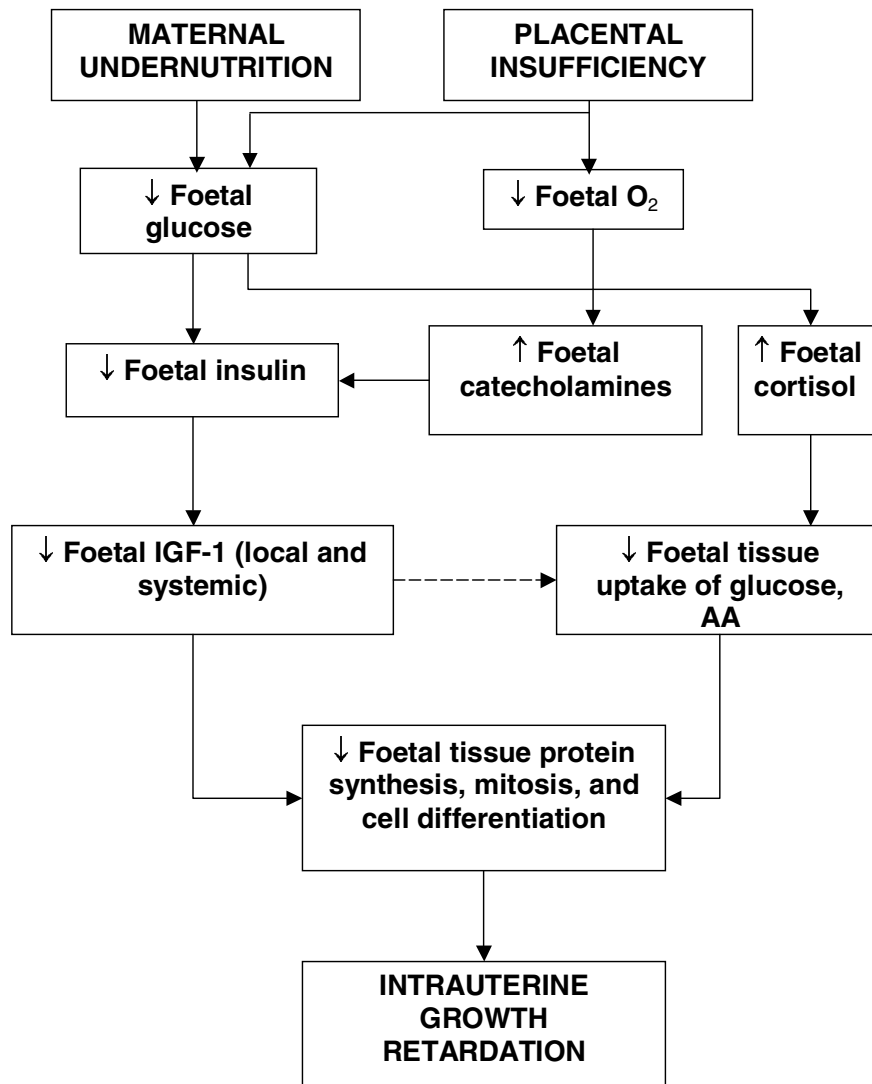 MATERNAL
UNDERNUTRITION
PLACENTAL
INSUFFICIENCY
↓ Foetal
glucose
↓ Foetal O₂
↓ Foetal insulin
↑ Foetal
catecholamines
↑ Foetal
cortisol
↓ Foetal IGF-1 (local and
systemic)
↓ Foetal tissue
uptake of glucose,
AA
↓ Foetal tissue protein
synthesis, mitosis, and
cell differentiation
INTRAUTERINE
GROWTH
RETARDATION